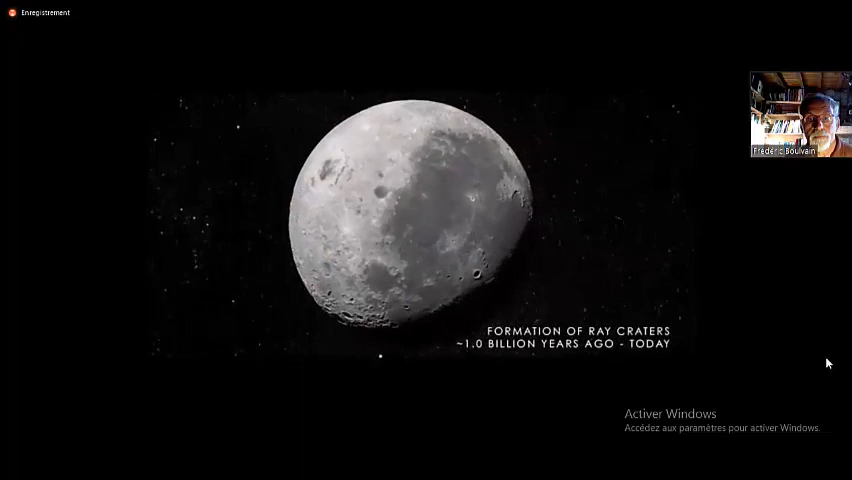 Enregistrement
Frédéric Boulvain
FORMATION OF RAY CRATERS
~1.0 BILLION YEARS AGO - TODAY
Activer Windows
Accédez aux paramètres pour activer Windows.